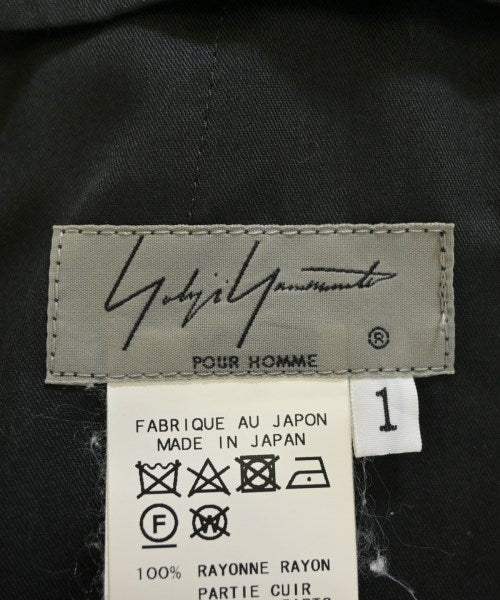 Yohji Yamamoto
®
POUR HOMME
1
FABRIQUE AU JAPON
MADE IN JAPAN
F
W
100% RAYONNE RAYON
PARTIE CUIR